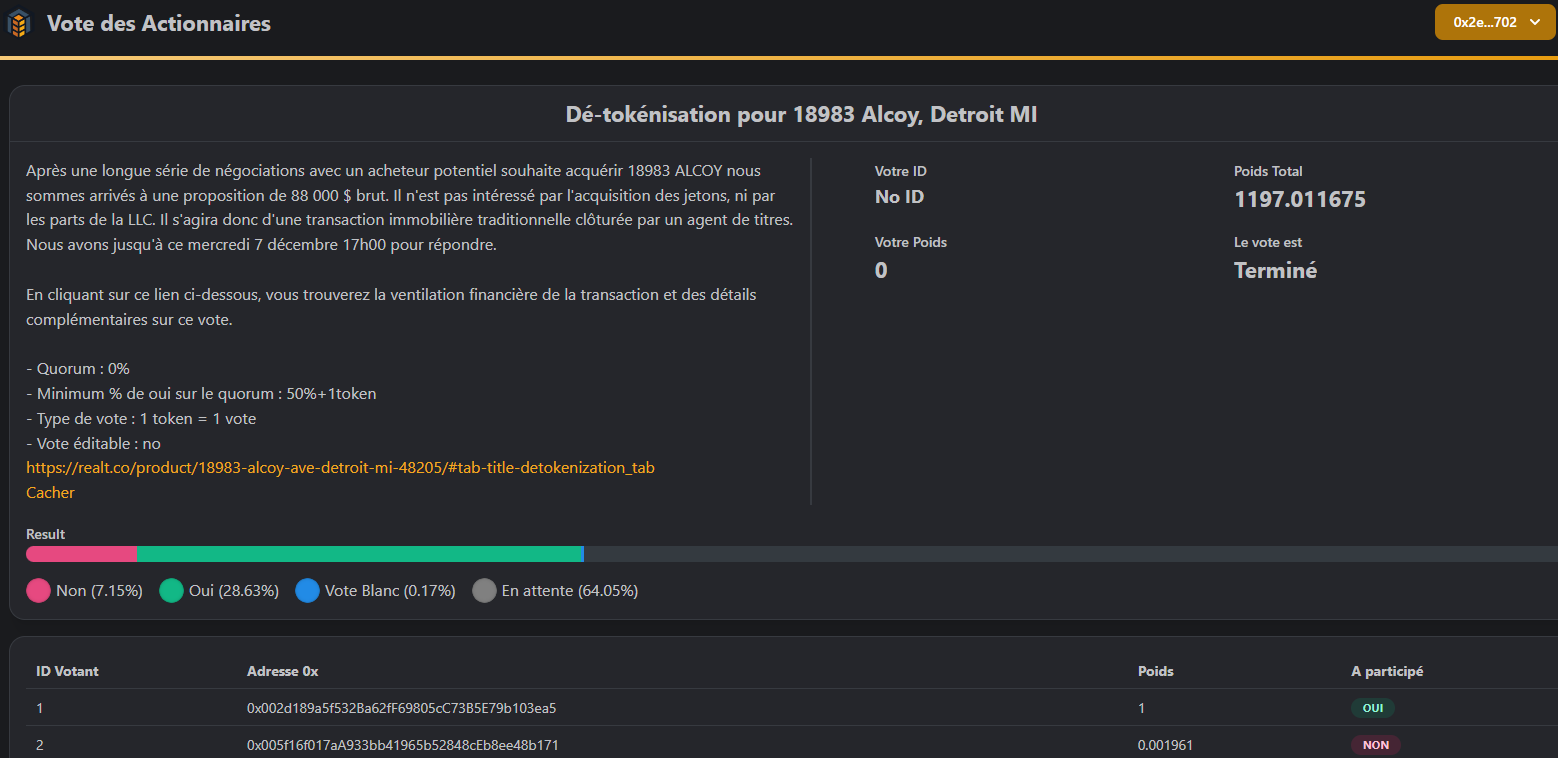 Vote des Actionnaires
0x2e...702
Dé-tokénisation pour 18983 Alcoy, Detroit MI
Après une longue série de négociations avec un acheteur potentiel souhaite acquérir 18983 ALCOY nous
sommes arrivés à une proposition de 88 000 $ brut. Il n'est pas intéressé par l'acquisition des jetons, ni par
les parts de la LLC. Il s'agira donc d'une transaction immobilière traditionnelle clôturée par un agent de titres.
Nous avons jusqu'à ce mercredi 7 décembre 17h00 pour répondre.
En cliquant sur ce lien ci-dessous, vous trouverez la ventilation financière de la transaction et des détails
complémentaires sur ce vote.
- Quorum : 0%
- Minimum % de oui sur le quorum : 50%+1token
- Type de vote : 1 token = 1 vote
- Vote éditable : no
https://realt.co/product/18983-alcoy-ave-detroit-mi-48205/#tab-title-detokenization_tab
Cacher
Votre ID
No ID
Poids Total
1197.011675
Votre Poids
0
Le vote est
Terminé
Result
Non (7.15%) Oui (28.63%) Vote Blanc (0.17%) En attente (64.05%)
ID Votant Adresse 0x Poids A participé
1 0x002d189a5f532Ba62fF69805cC73B5E79b103ea5 1 OUI
2 0x005f16f017aA933bb41965b52848cEb8ee48b171 0.001961 NON